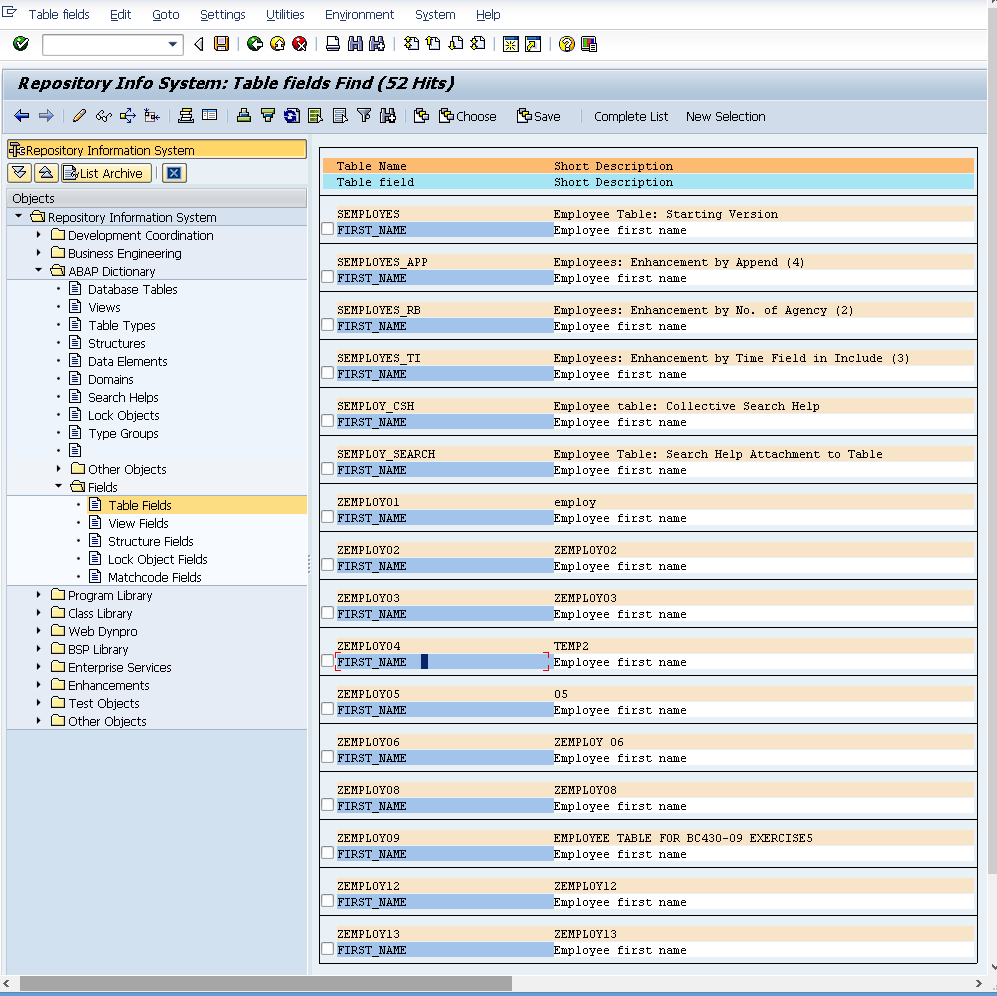 Table fields Edit Goto Settings Utilities Environment System Help
Repository Info System: Table fields Find (52 Hits)
Choose Save Complete List New Selection
Repository Information System
List Archive
Objects
Repository Information System
Development Coordination
Business Engineering
ABAP Dictionary
Database Tables
Views
Table Types
Structures
Data Elements
Domains
Search Helps
Lock Objects
Type Groups
Other Objects
Fields
Table Fields
View Fields
Structure Fields
Lock Object Fields
Matchcode Fields
Program Library
Class Library
Web Dynpro
BSP Library
Enterprise Services
Enhancements
Test Objects
Other Objects
Table Name Short Description
Table field Short Description
SEMPLOYES Employee Table: Starting Version
FIRST_NAME Employee first name
SEMPLOYES_APP Employees: Enhancement by Append (4)
FIRST_NAME Employee first name
SEMPLOYES_RB Employees: Enhancement by No. of Agency (2)
FIRST_NAME Employee first name
SEMPLOYES_TI Employees: Enhancement by Time Field in Include (3)
FIRST_NAME Employee first name
SEMPLOY_CSH Employee table: Collective Search Help
FIRST_NAME Employee first name
SEMPLOY_SEARCH Employee Table: Search Help Attachment to Table
FIRST_NAME Employee first name
ZEMPLOY01 employ
FIRST_NAME Employee first name
ZEMPLOY02 ZEMPLOY02
FIRST_NAME Employee first name
ZEMPLOY03 ZEMPLOY03
FIRST_NAME Employee first name
ZEMPLOY04 TEMP2
FIRST_NAME Employee first name
ZEMPLOY05 05
FIRST_NAME Employee first name
ZEMPLOY06 ZEMPLOY 06
FIRST_NAME Employee first name
ZEMPLOY08 ZEMPLOY08
FIRST_NAME Employee first name
ZEMPLOY09 EMPLOYEE TABLE FOR BC430-09 EXERCISE5
FIRST_NAME Employee first name
ZEMPLOY12 ZEMPLOY12
FIRST_NAME Employee first name
ZEMPLOY13 ZEMPLOY13
FIRST_NAME Employee first name